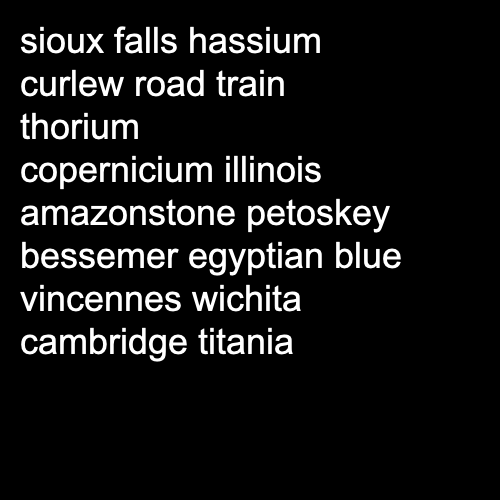 sioux falls hassium
curlew road train
thorium
copernicium illinois
amazonstone petoskey
bessemer egyptian blue
vincennes wichita
cambridge titania